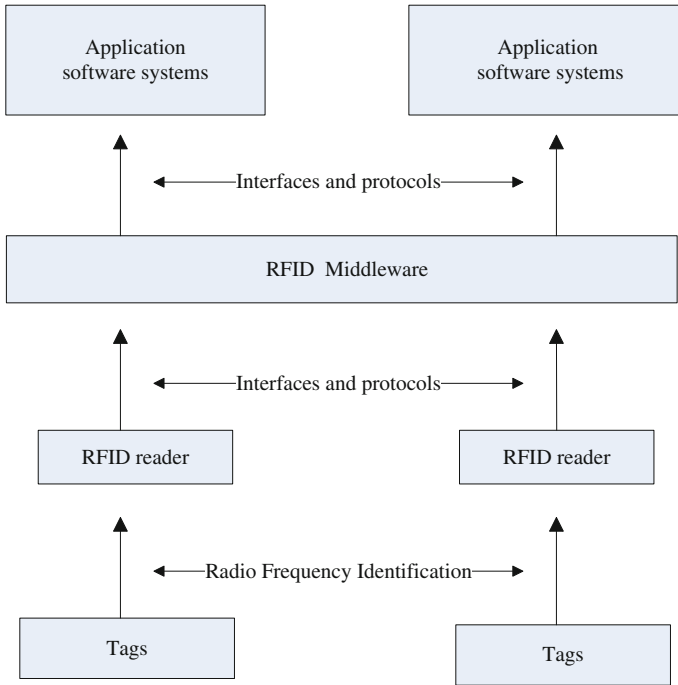 Application
software systems
Application
software systems
Interfaces and protocols
RFID Middleware
Interfaces and protocols
RFID reader
RFID reader
Radio Frequency Identification
Tags
Tags